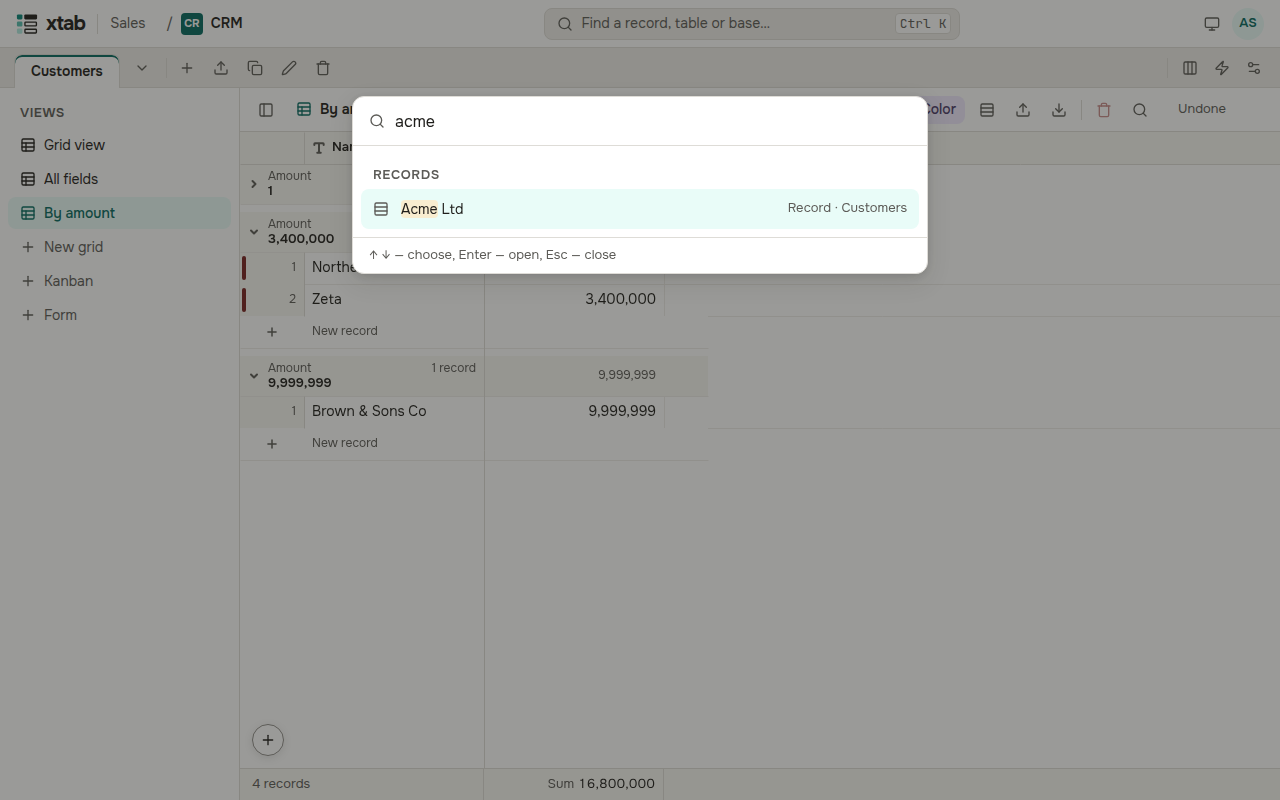 xtab Sales / CR CRM Find a record, table or base... Ctrl K AS
Customers
VIEWS
Grid view
All fields
By amount
New grid
Kanban
Form
Undone
acme
RECORDS
Acme Ltd Record · Customers
↑↓ — choose, Enter — open, Esc — close
Amount
1
Amount
3,400,000
1
2 Zeta 3,400,000
New record
Amount 1 record 9,999,999
9,999,999
1 Brown & Sons Co 9,999,999
New record
4 records Sum 16,800,000